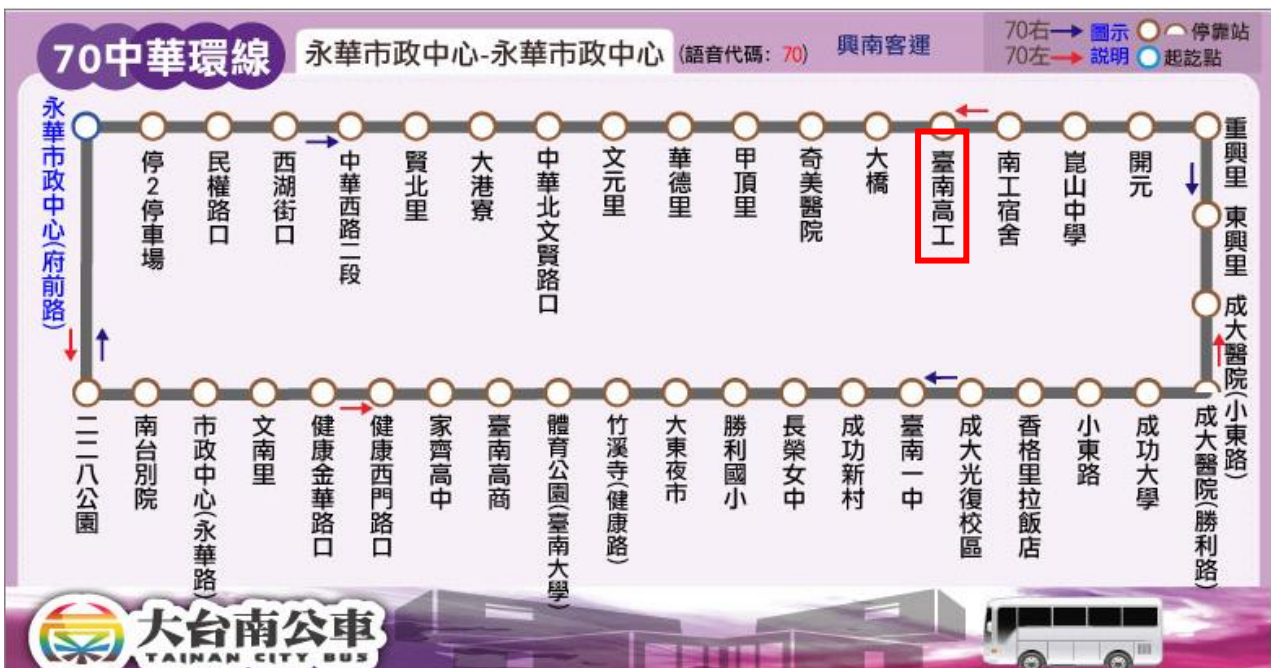 70中華環線
永華市政中心-永華市政中心 (語音代碼: 70)
興南客運
70右 圖示 停靠站
70左 説明 起訖點
永華市政中心(府前路)
停2停車場
民權路口
西湖街口
中華西路二段
賢北里
大港寮
中華北文賢路口
文元里
華德里
甲頂里
奇美醫院
大橋
臺南高工
南工宿舍
崑山中學
開元
重興里
東興里
成大醫院(小東路)
二二八公園
南台別院
市政中心(永華路)
文南里
健康金華路口
健康西門路口
家齊高中
臺南高商
體育公園(臺南大學)
竹溪寺(健康路)
大東夜市
勝利國小
長榮女中
成功新村
臺南一中
成大光復校區
香格里拉飯店
小東路
成功大學
成大醫院(勝利路)
大台南公車
TAINAN CITY BUS